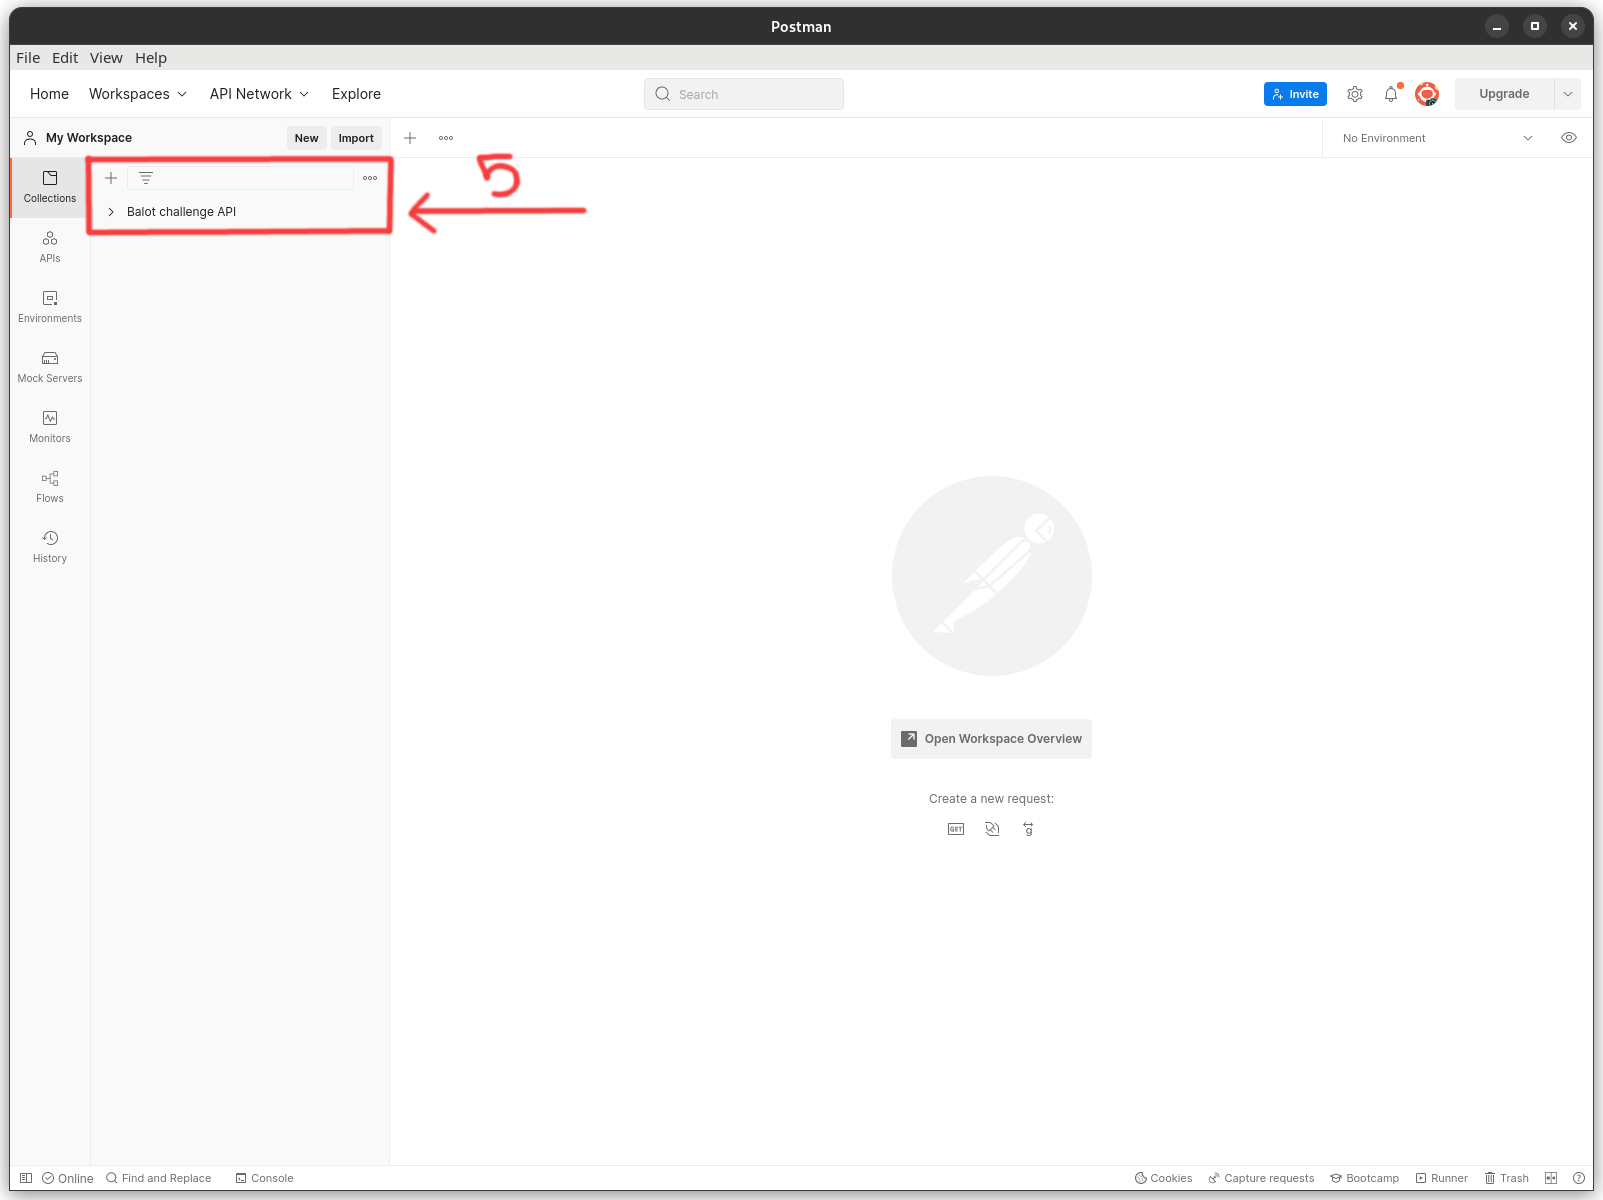 Postman
File Edit View Help
Home Workspaces API Network Explore Search Invite Upgrade
My Workspace New Import No Environment
5
Collections
Balot challenge API
APIs
Environments
Mock Servers
Monitors
Flows
History
Open Workspace Overview
Create a new request:
GET g
Online Find and Replace Console Cookies Capture requests Bootcamp Runner Trash